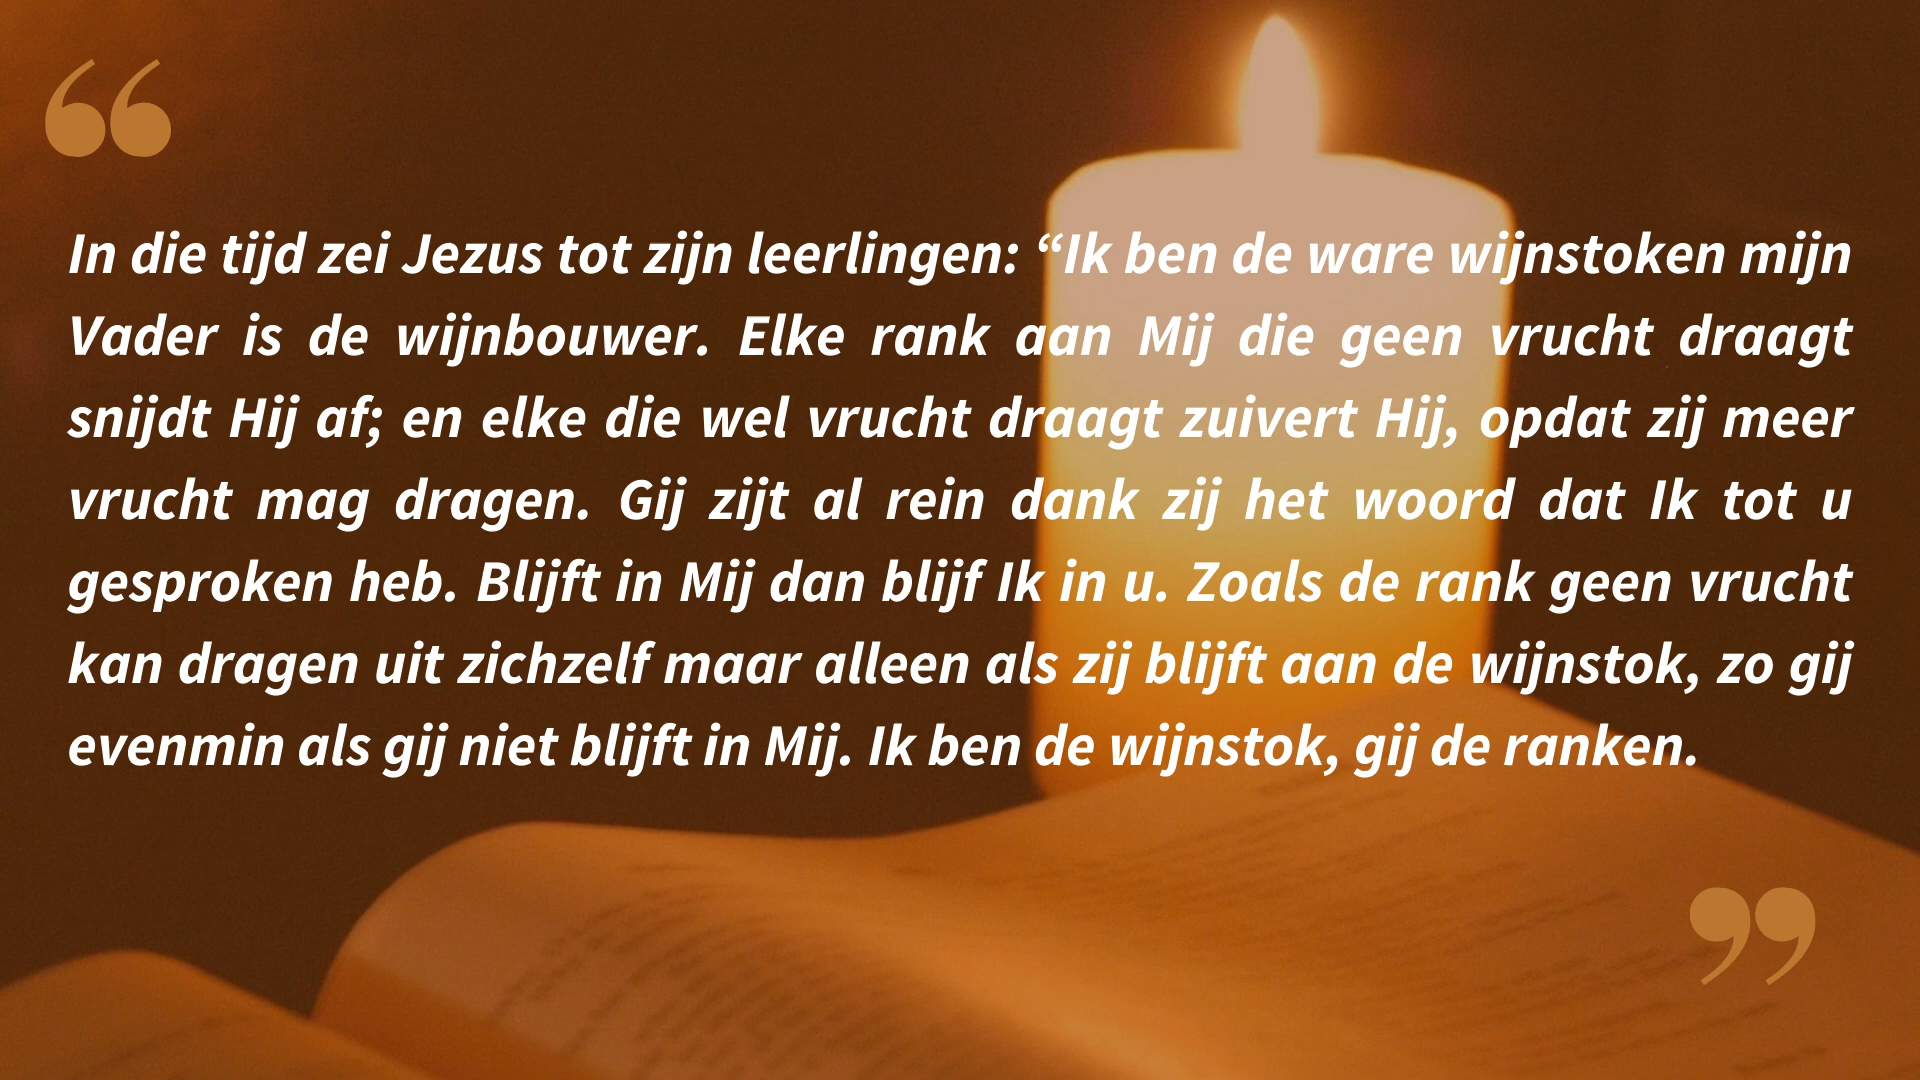 “
In die tijd zei Jezus tot zijn leerlingen: “Ik ben de ware wijnstoken mijn
Vader is de wijnbouwer. Elke rank aan Mij die geen vrucht draagt
snijdt Hij af; en elke die wel vrucht draagt zuivert Hij, opdat zij meer
vrucht mag dragen. Gij zijt al rein dank zij het woord dat Ik tot u
gesproken heb. Blijft in Mij dan blijf Ik in u. Zoals de rank geen vrucht
kan dragen uit zichzelf maar alleen als zij blijft aan de wijnstok, zo gij
evenmin als gij niet blijft in Mij. Ik ben de wijnstok, gij de ranken.
”